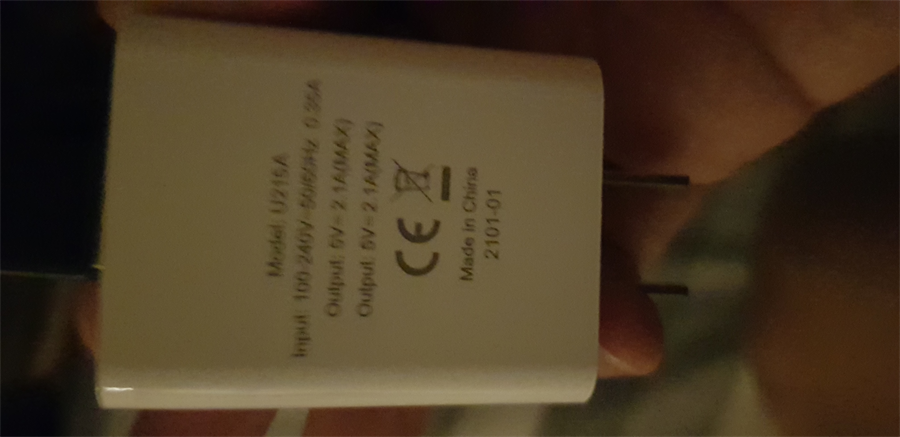 Model: U216A
Input: 100-240V~50/60Hz 0.35A
Output: 5V⎓2.1A(MAX)
Output: 5V⎓2.1A(MAX)
CE
Made in China
2101-01